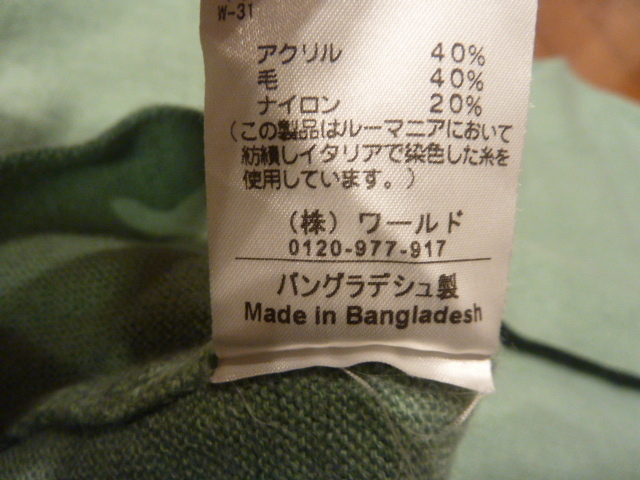 W-31
アクリル 40%
毛 40%
ナイロン 20%
(この製品はルーマニアにおいて
紡績しイタリアで染色した糸を
使用しています。)
(株) ワールド
0120-977-917
バングラデシュ製
Made in Bangladesh